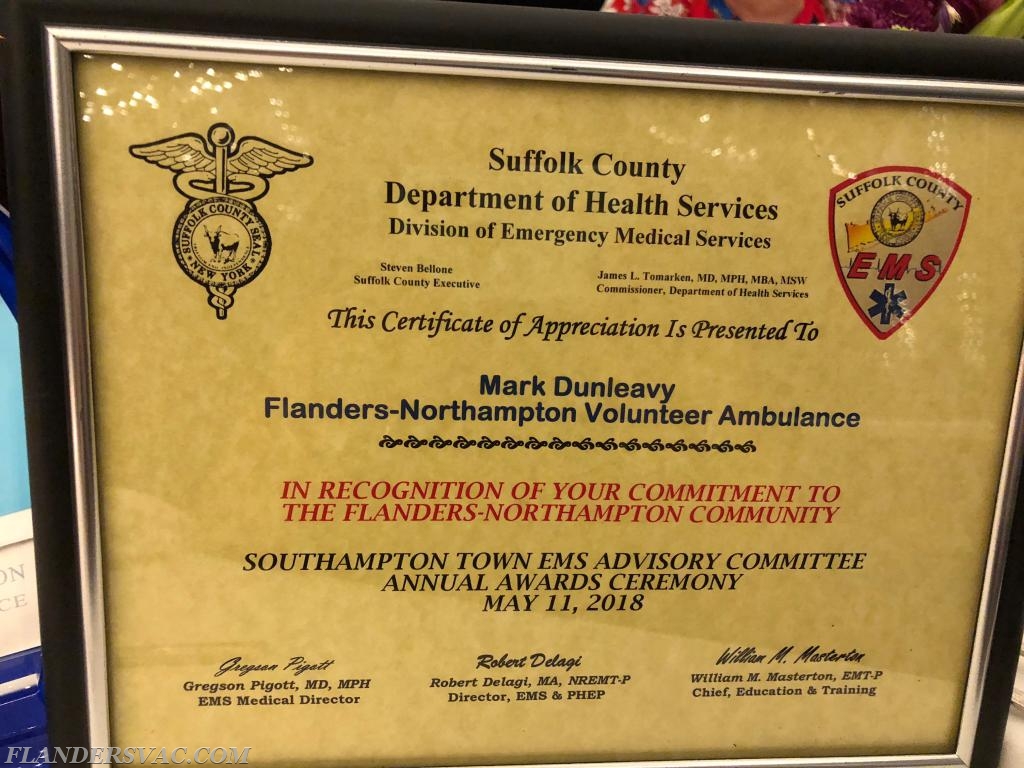 Suffolk County
Department of Health Services
Division of Emergency Medical Services
SUFFOLK COUNTY SEAL
NEW YORK
SUFFOLK COUNTY
EMS
Steven Bellone
Suffolk County Executive
James L. Tomarken, MD, MPH, MBA, MSW
Commissioner, Department of Health Services
This Certificate of Appreciation Is Presented To
Mark Dunleavy
Flanders-Northampton Volunteer Ambulance
IN RECOGNITION OF YOUR COMMITMENT TO
THE FLANDERS-NORTHAMPTON COMMUNITY
SOUTHAMPTON TOWN EMS ADVISORY COMMITTEE
ANNUAL AWARDS CEREMONY
MAY 11, 2018
Gregson Pigott
Gregson Pigott, MD, MPH
EMS Medical Director
Robert Delagi
Robert Delagi, MA, NREMT-P
Director, EMS & PHEP
William M. Masterton
William M. Masterton, EMT-P
Chief, Education & Training
ON
CE
FLANDERSVAC.COM